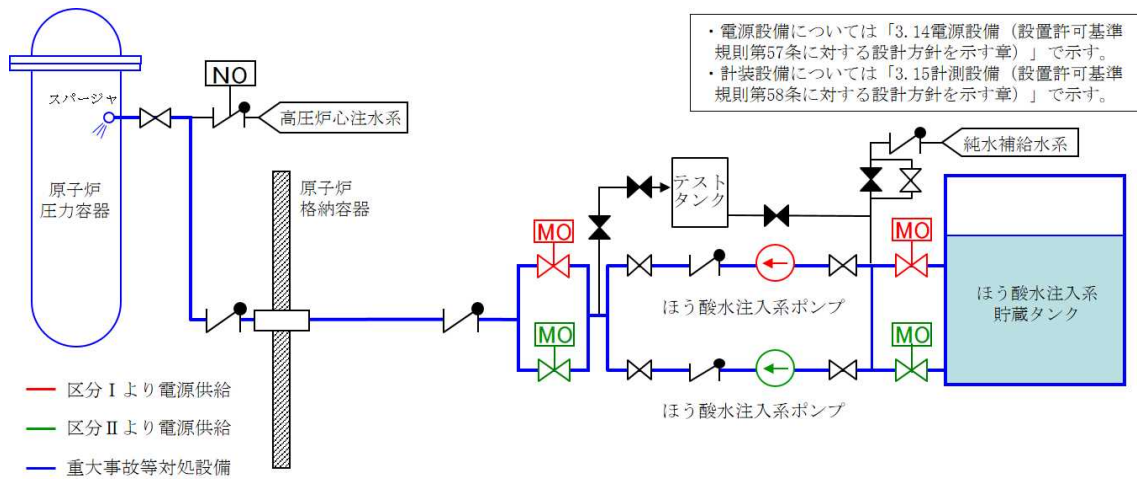 ・電源設備については「3.14電源設備（設置許可基準
規則第57条に対する設計方針を示す章）」で示す。
・計装設備については「3.15計測設備（設置許可基準
規則第58条に対する設計方針を示す章）」で示す。
スパージャ
NO
高圧炉心注水系
純水補給水系
テスト
タンク
原子炉
圧力容器
原子炉
格納容器
MO
MO
ほう酸水注入系ポンプ
ほう酸水注入系
貯蔵タンク
MO
MO
ほう酸水注入系ポンプ
区分Ⅰより電源供給
区分Ⅱより電源供給
重大事故等対処設備